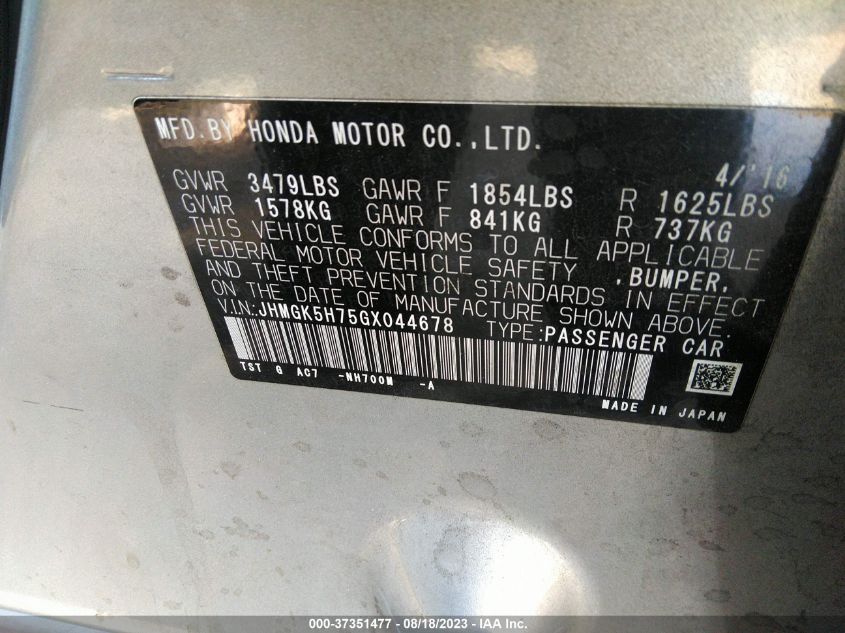 MFD. BY HONDA MOTOR CO., LTD.
4/'16
GVWR 3479LBS GAWR F 1854LBS R 1625LBS
GVWR 1578KG GAWR F 841KG R 737KG
THIS VEHICLE CONFORMS TO ALL APPLICABLE
FEDERAL MOTOR VEHICLE SAFETY , BUMPER,
AND THEFT PREVENTION STANDARDS IN EFFECT
ON THE DATE OF MANUFACTURE SHOWN ABOVE.
V.I.N: JHMGK5H75GX044678 TYPE: PASSENGER CAR
TST G AC7 -NH700M -A
MADE IN JAPAN
000-37351477 - 08/18/2023 - IAA Inc.